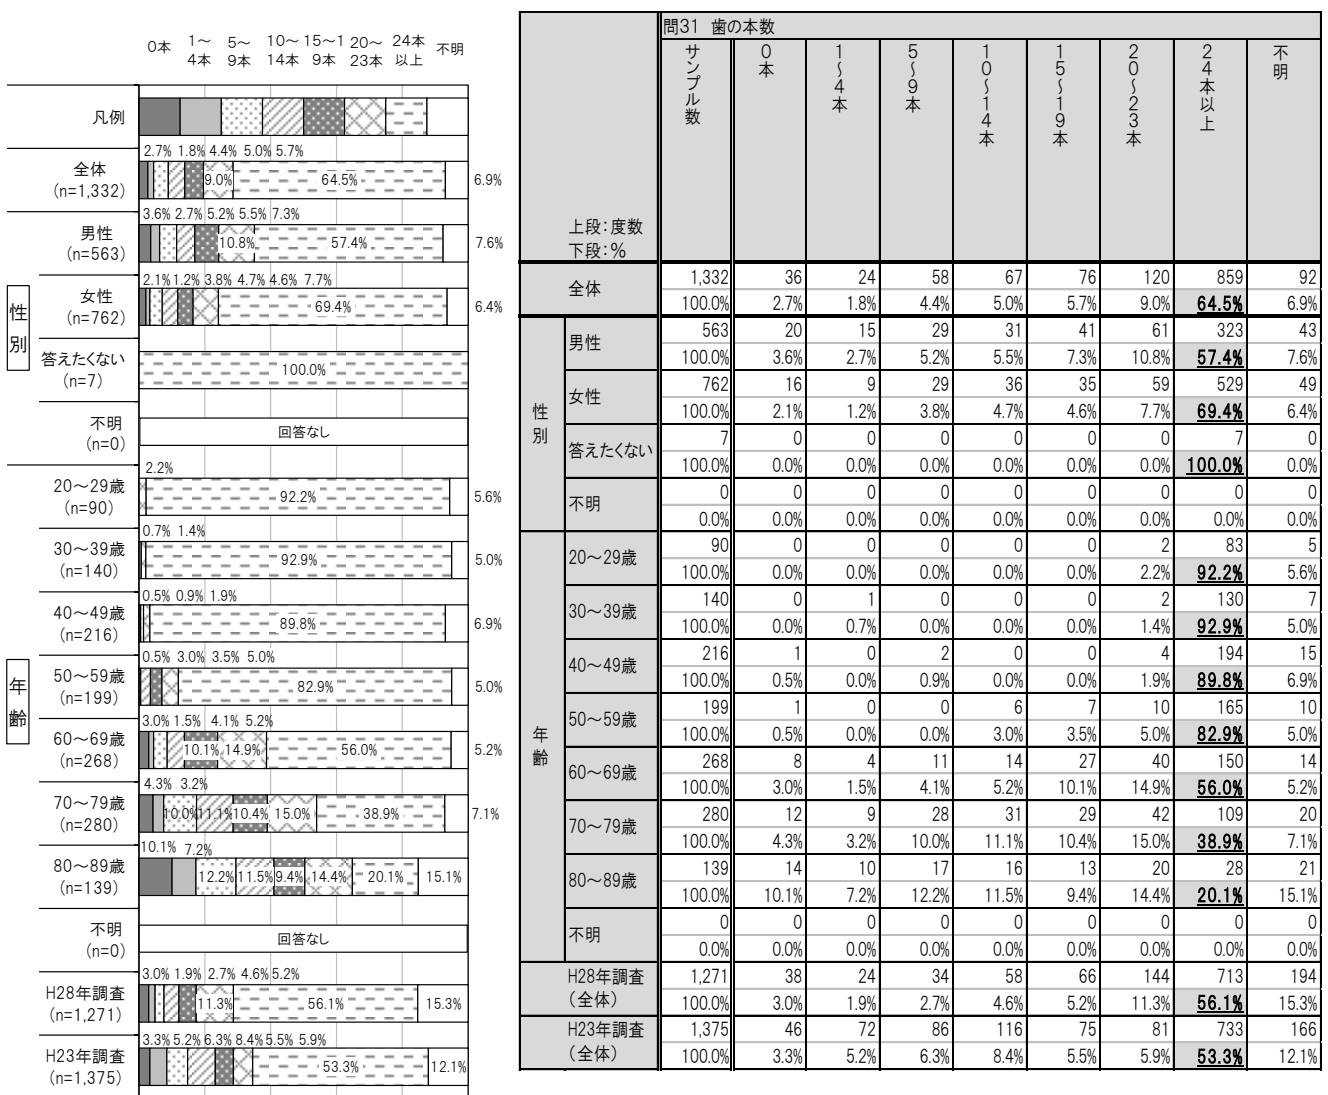 0本 1～4本 5～9本 10～14本 15～19本 20～23本 24本以上 不明
凡例
2.7% 1.8% 4.4% 5.0% 5.7%
全体
(n=1,332)
9.0% 64.5% 6.9%
3.6% 2.7% 5.2% 5.5% 7.3%
男性
(n=563)
10.8% 57.4% 7.6%
2.1% 1.2% 3.8% 4.7% 4.6% 7.7%
女性
(n=762)
69.4% 6.4%
性別
答えたくない
(n=7)
100.0%
不明
(n=0)
回答なし
2.2%
20～29歳
(n=90)
92.2% 5.6%
0.7% 1.4%
30～39歳
(n=140)
92.9% 5.0%
0.5% 0.9% 1.9%
40～49歳
(n=216)
89.8% 6.9%
0.5% 3.0% 3.5% 5.0%
50～59歳
(n=199)
82.9% 5.0%
年齢
3.0% 1.5% 4.1% 5.2%
60～69歳
(n=268)
10.1% 14.9% 56.0% 5.2%
4.3% 3.2%
70～79歳
(n=280)
10.0% 11.1% 10.4% 15.0% 38.9% 7.1%
10.1% 7.2%
80～89歳
(n=139)
12.2% 11.5% 9.4% 14.4% 20.1% 15.1%
不明
(n=0)
回答なし
3.0% 1.9% 2.7% 4.6% 5.2%
H28年調査
(n=1,271)
11.3% 56.1% 15.3%
3.3% 5.2% 6.3% 8.4% 5.5% 5.9%
H23年調査
(n=1,375)
53.3% 12.1%
問31 歯の本数
サンプル数 0本 1～4本 5～9本 10～14本 15～19本 20～23本 24本以上 不明
上段：度数
下段：%
全体
1,332 36 24 58 67 76 120 859 92
100.0% 2.7% 1.8% 4.4% 5.0% 5.7% 9.0% 64.5% 6.9%
性別
男性
563 20 15 29 31 41 61 323 43
100.0% 3.6% 2.7% 5.2% 5.5% 7.3% 10.8% 57.4% 7.6%
女性
762 16 9 29 36 35 59 529 49
100.0% 2.1% 1.2% 3.8% 4.7% 4.6% 7.7% 69.4% 6.4%
答えたくない
7 0 0 0 0 0 0 7 0
100.0% 0.0% 0.0% 0.0% 0.0% 0.0% 0.0% 100.0% 0.0%
不明
0 0 0 0 0 0 0 0 0
0.0% 0.0% 0.0% 0.0% 0.0% 0.0% 0.0% 0.0% 0.0%
年齢
20～29歳
90 0 0 0 0 0 2 83 5
100.0% 0.0% 0.0% 0.0% 0.0% 0.0% 2.2% 92.2% 5.6%
30～39歳
140 0 1 0 0 0 2 130 7
100.0% 0.0% 0.7% 0.0% 0.0% 0.0% 1.4% 92.9% 5.0%
40～49歳
216 1 0 2 0 0 4 194 15
100.0% 0.5% 0.0% 0.9% 0.0% 0.0% 1.9% 89.8% 6.9%
50～59歳
199 1 0 0 6 7 10 165 10
100.0% 0.5% 0.0% 0.0% 3.0% 3.5% 5.0% 82.9% 5.0%
60～69歳
268 8 4 11 14 27 40 150 14
100.0% 3.0% 1.5% 4.1% 5.2% 10.1% 14.9% 56.0% 5.2%
70～79歳
280 12 9 28 31 29 42 109 20
100.0% 4.3% 3.2% 10.0% 11.1% 10.4% 15.0% 38.9% 7.1%
80～89歳
139 14 10 17 16 13 20 28 21
100.0% 10.1% 7.2% 12.2% 11.5% 9.4% 14.4% 20.1% 15.1%
不明
0 0 0 0 0 0 0 0 0
0.0% 0.0% 0.0% 0.0% 0.0% 0.0% 0.0% 0.0% 0.0%
H28年調査
（全体）
1,271 38 24 34 58 66 144 713 194
100.0% 3.0% 1.9% 2.7% 4.6% 5.2% 11.3% 56.1% 15.3%
H23年調査
（全体）
1,375 46 72 86 116 75 81 733 166
100.0% 3.3% 5.2% 6.3% 8.4% 5.5% 5.9% 53.3% 12.1%